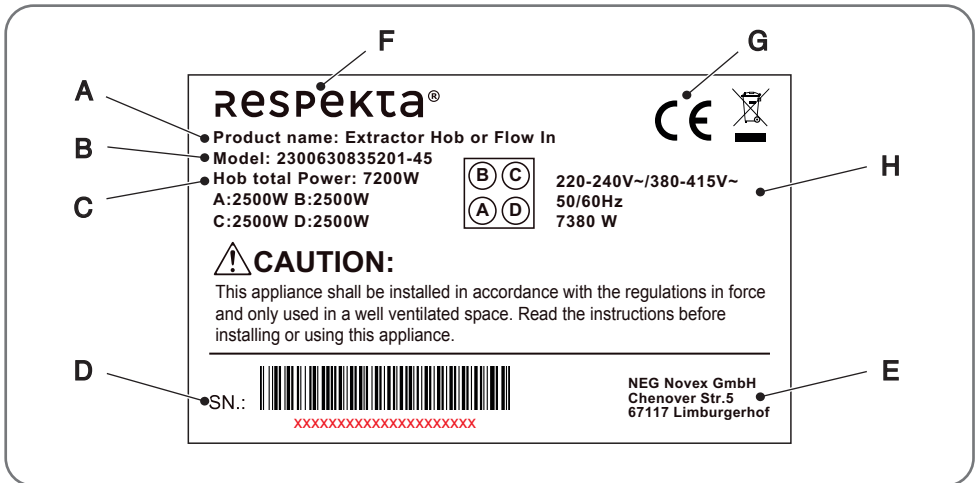 F
G
A
Respekta®
CE
Product name: Extractor Hob or Flow In
B
Model: 2300630835201-45
C
Hob total Power: 7200W
A:2500W B:2500W
C:2500W D:2500W
B C
A D
220-240V~/380-415V~
50/60Hz
7380 W
H
CAUTION:
This appliance shall be installed in accordance with the regulations in force
and only used in a well ventilated space. Read the instructions before
installing or using this appliance.
D
SN.:
XXXXXXXXXXXXXXXXXXXXX
NEG Novex GmbH
Chenover Str.5
67117 Limburgerhof
E